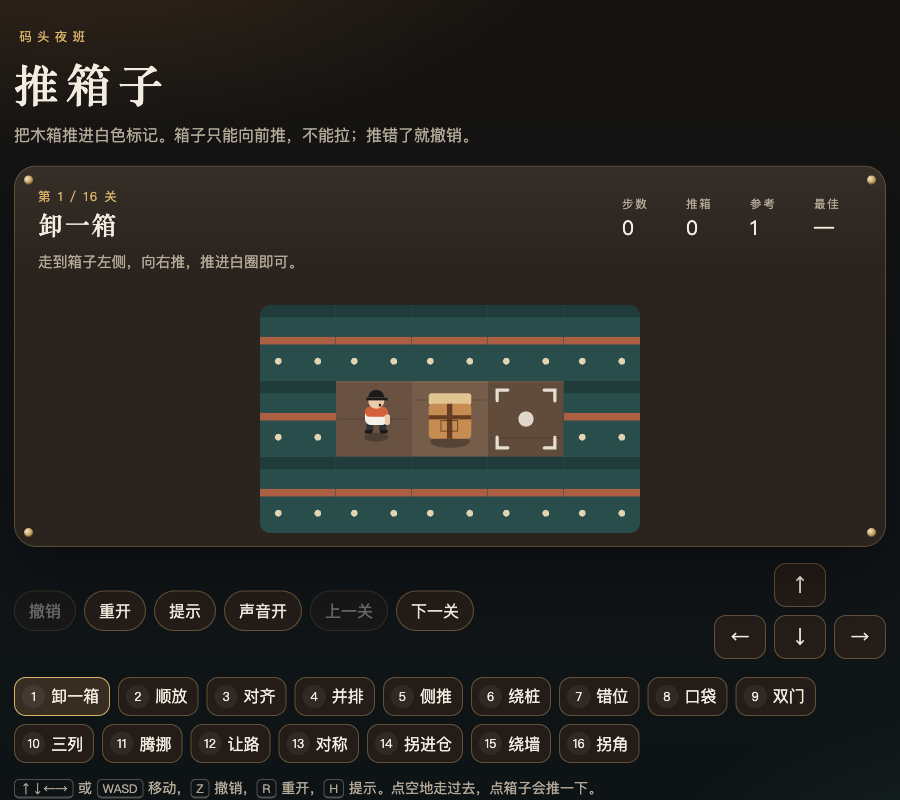 码头夜班
推箱子
把木箱推进白色标记。箱子只能向前推，不能拉；推错了就撤销。
第 1 / 16 关
卸一箱
走到箱子左侧，向右推，推进白圈即可。
步数 推箱 参考 最佳
0 0 1 —
撤销 重开 提示 声音开 上一关 下一关
↑
← ↓ →
1 卸一箱 2 顺放 3 对齐 4 并排 5 侧推 6 绕桩 7 错位 8 口袋 9 双门
10 三列 11 腾挪 12 让路 13 对称 14 拐进仓 15 绕墙 16 拐角
↑↓←→ 或 WASD 移动，Z 撤销，R 重开，H 提示。点空地走过去，点箱子会推一下。